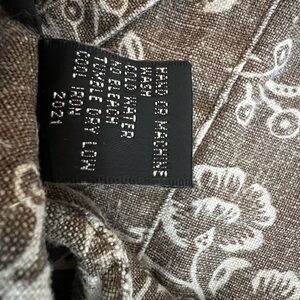 HAND OR MACHINE
WASH
COLD WATER
NO BLEACH
TUMBLE DRY LOW
COOL IRON
2021